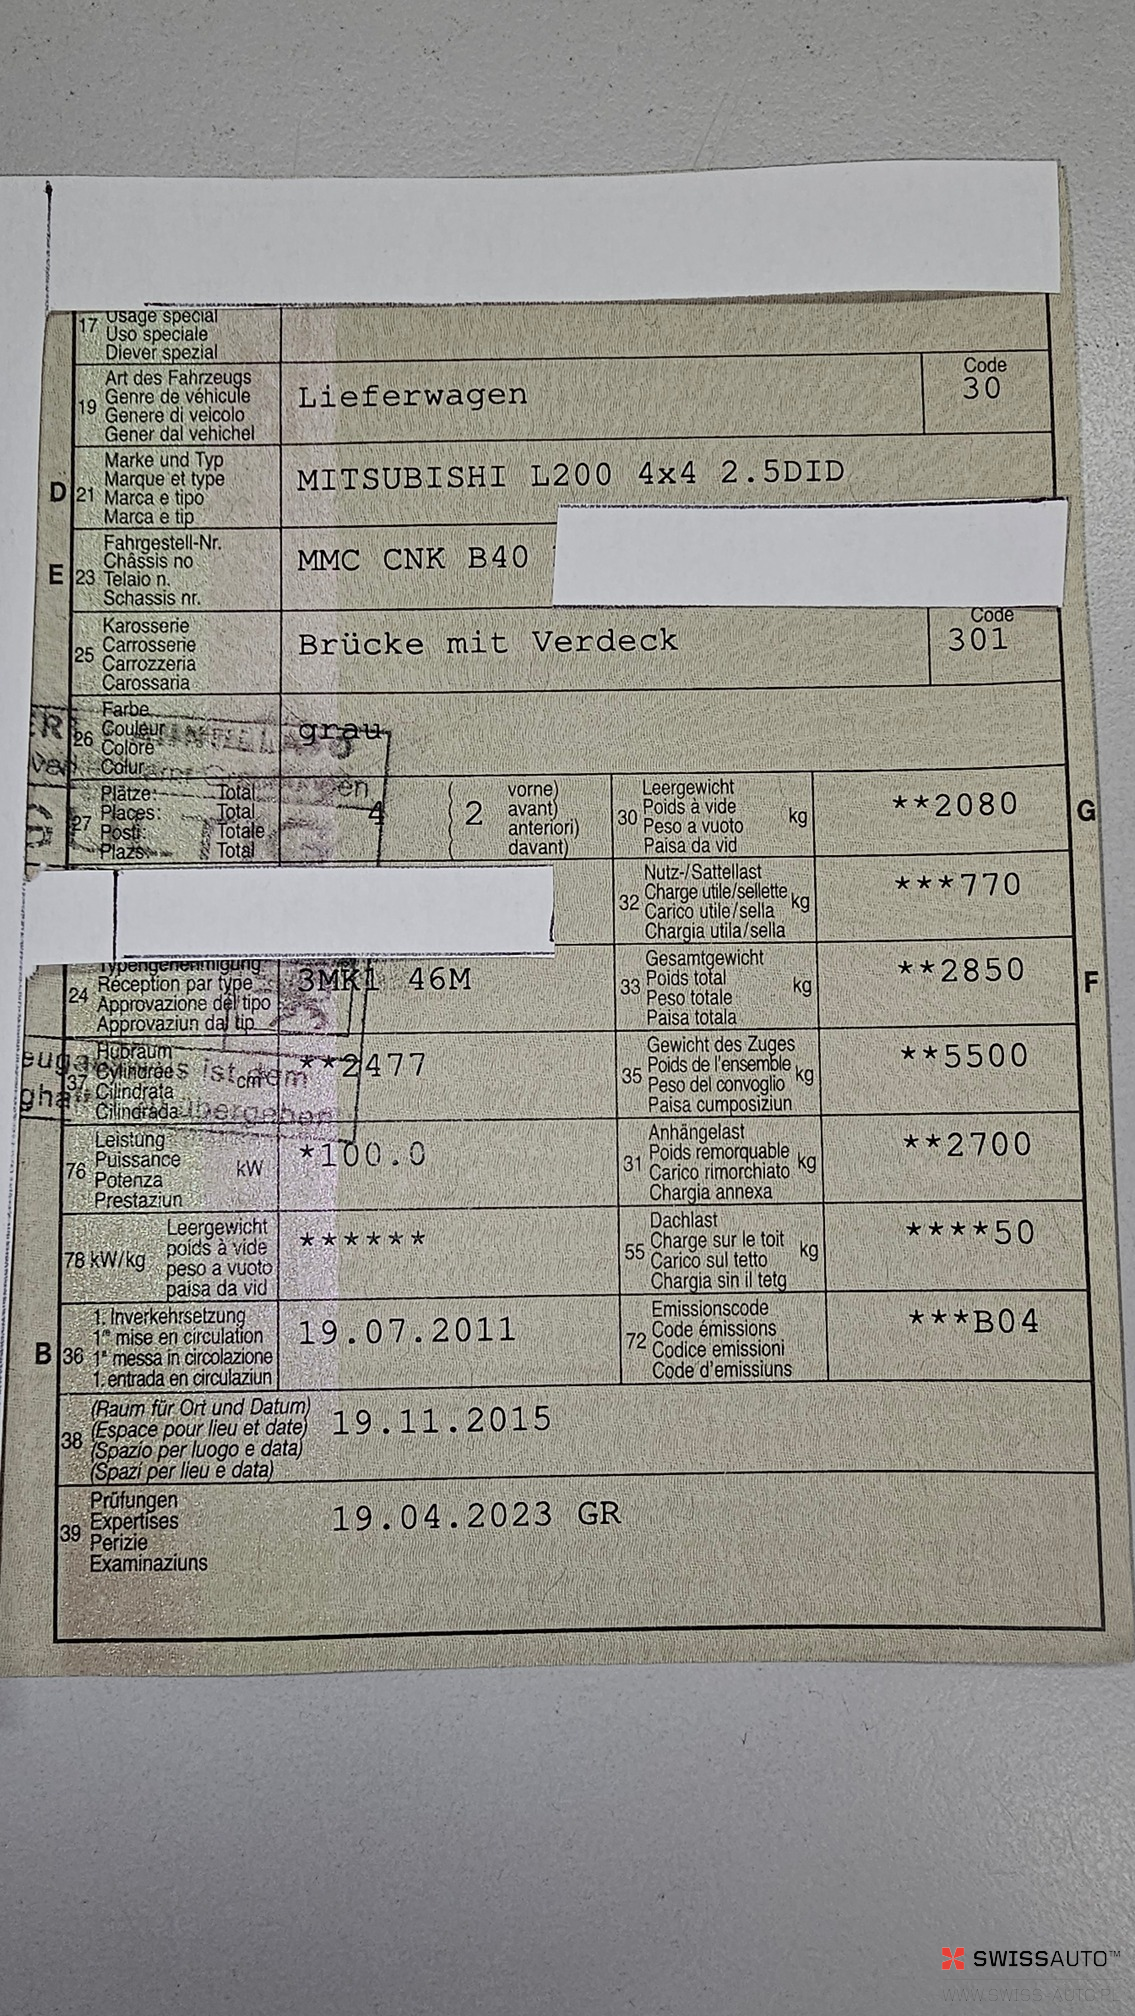 17 Usage special
Uso speciale
Diever spezial
19 Art des Fahrzeugs
Genre de véhicule
Genere di veicolo
Gener dal vehichel
Lieferwagen
Code
30
D 21 Marke und Typ
Marque et type
Marca e tipo
Marca e tip
MITSUBISHI L200 4x4 2.5DID
E 23 Fahrgestell-Nr.
Châssis no
Telaio n.
Schassis nr.
MMC CNK B40
25 Karosserie
Carrosserie
Carrozzeria
Carossaria
Brücke mit Verdeck
Code
301
26 Farbe
Couleur
Colore
Colur
grau
27 Plätze: Total
Places: Total
Posti: Totale
Plazs: Total
4
( 2 vorne)
( avant)
( anteriori)
( davant)
30 Leergewicht
Poids à vide
Peso a vuoto
Paisa da vid
kg
**2080
G
32 Nutz-/Sattellast
Charge utile/sellette
Carico utile/sella
Chargia utila/sella
kg
***770
24 Typengenehmigung
Réception par type
Approvazione del tipo
Approvaziun dal tip
3MK1 46M
33 Gesamtgewicht
Poids total
Peso totale
Paisa totala
kg
**2850
F
37 Hubraum
Cylindrée
Cilindrata
Cilindrada
cm³
**2477
ist dem
übergeben
35 Gewicht des Zuges
Poids de l'ensemble
Peso del convoglio
Paisa cumposiziun
kg
**5500
76 Leistung
Puissance
Potenza
Prestaziun
kW
*100.0
31 Anhängelast
Poids remorquable
Carico rimorchiato
Chargia annexa
kg
**2700
78 kW/kg
Leergewicht
poids à vide
peso a vuoto
paisa da vid
******
55 Dachlast
Charge sur le toit
Carico sul tetto
Chargia sin il tetg
kg
****50
B 36 1. Inverkehrsetzung
1re mise en circulation
1a messa in circolazione
1. entrada en circulaziun
19.07.2011
72 Emissionscode
Code émissions
Codice emissioni
Code d'emissiuns
***B04
38 (Raum für Ort und Datum)
(Espace pour lieu et date)
(Spazio per luogo e data)
(Spazi per lieu e data)
19.11.2015
39 Prüfungen
Expertises
Perizie
Examinaziuns
19.04.2023 GR
SWISSAUTO™
WWW.SWISS-AUTO.PL